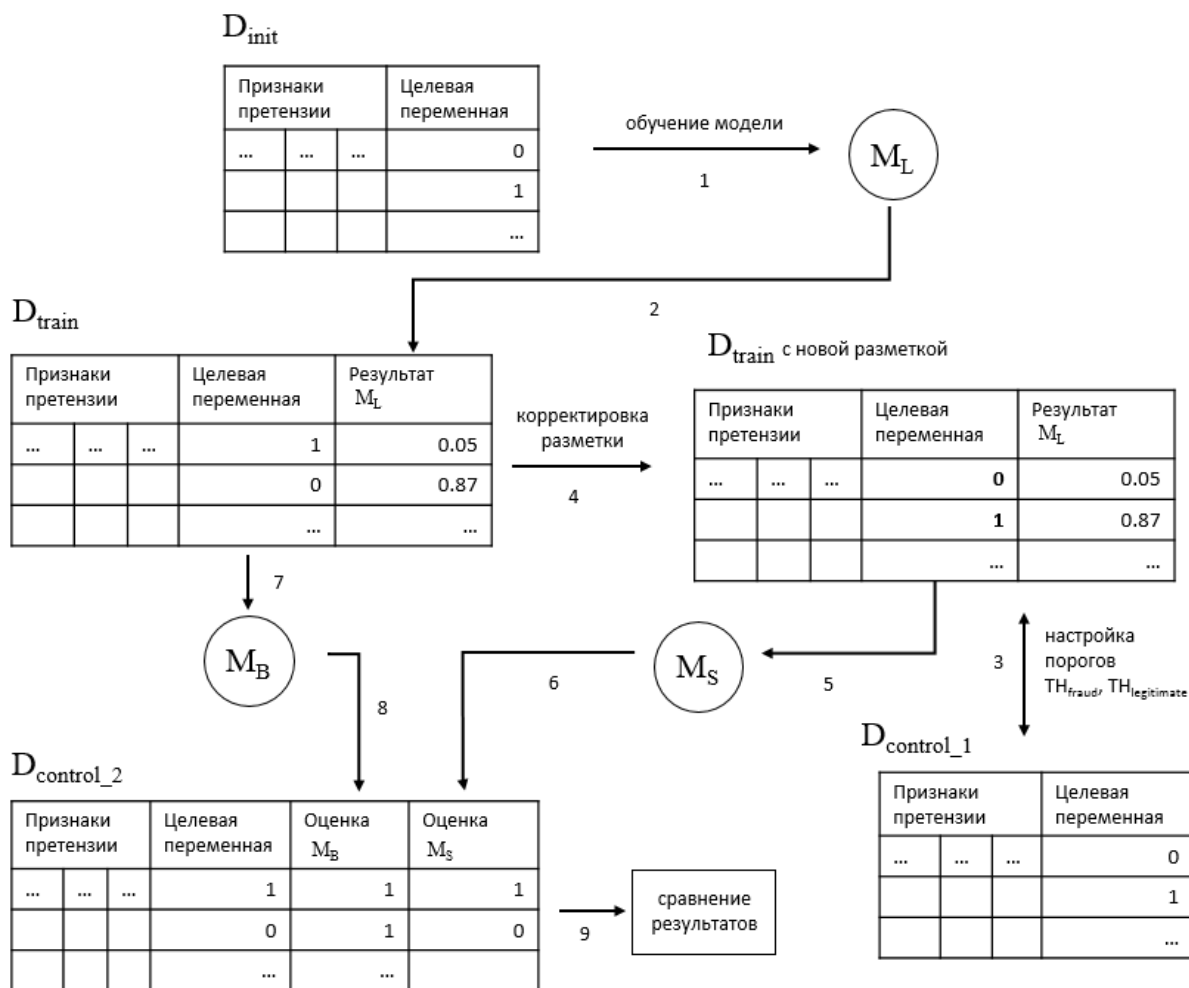 D_init
Признаки претензии Целевая переменная
... ... ... 0
1
...
обучение модели
1
M_L
2
D_train
Признаки претензии Целевая переменная Результат M_L
... ... ... 1 0.05
0 0.87
... ...
корректировка
разметки
4
D_train с новой разметкой
Признаки претензии Целевая переменная Результат M_L
... ... ... 0 0.05
1 0.87
... ...
7
M_B
8
6
M_S
5
3
настройка
порогов
TH_fraud, TH_legitimate
D_control_2
Признаки претензии Целевая переменная Оценка M_B Оценка M_S
... ... ... 1 1 1
0 1 0
... ...
9
сравнение
результатов
D_control_1
Признаки претензии Целевая переменная
... ... ... 0
1
...